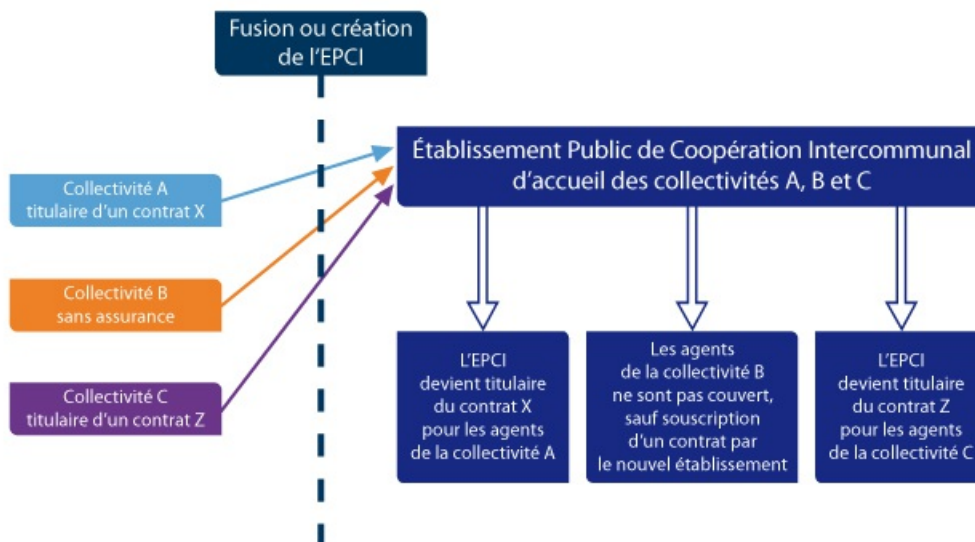 Fusion ou création
de l'EPCI
Établissement Public de Coopération Intercommunal
d'accueil des collectivités A, B et C
Collectivité A
titulaire d'un contrat X
Collectivité B
sans assurance
Collectivité C
titulaire d'un contrat Z
L'EPCI
devient titulaire
du contrat X
pour les agents
de la collectivité A
Les agents
de la collectivité B
ne sont pas couvert,
sauf souscription
d'un contrat par
le nouvel établissement
L'EPCI
devient titulaire
du contrat Z
pour les agents
de la collectivité C